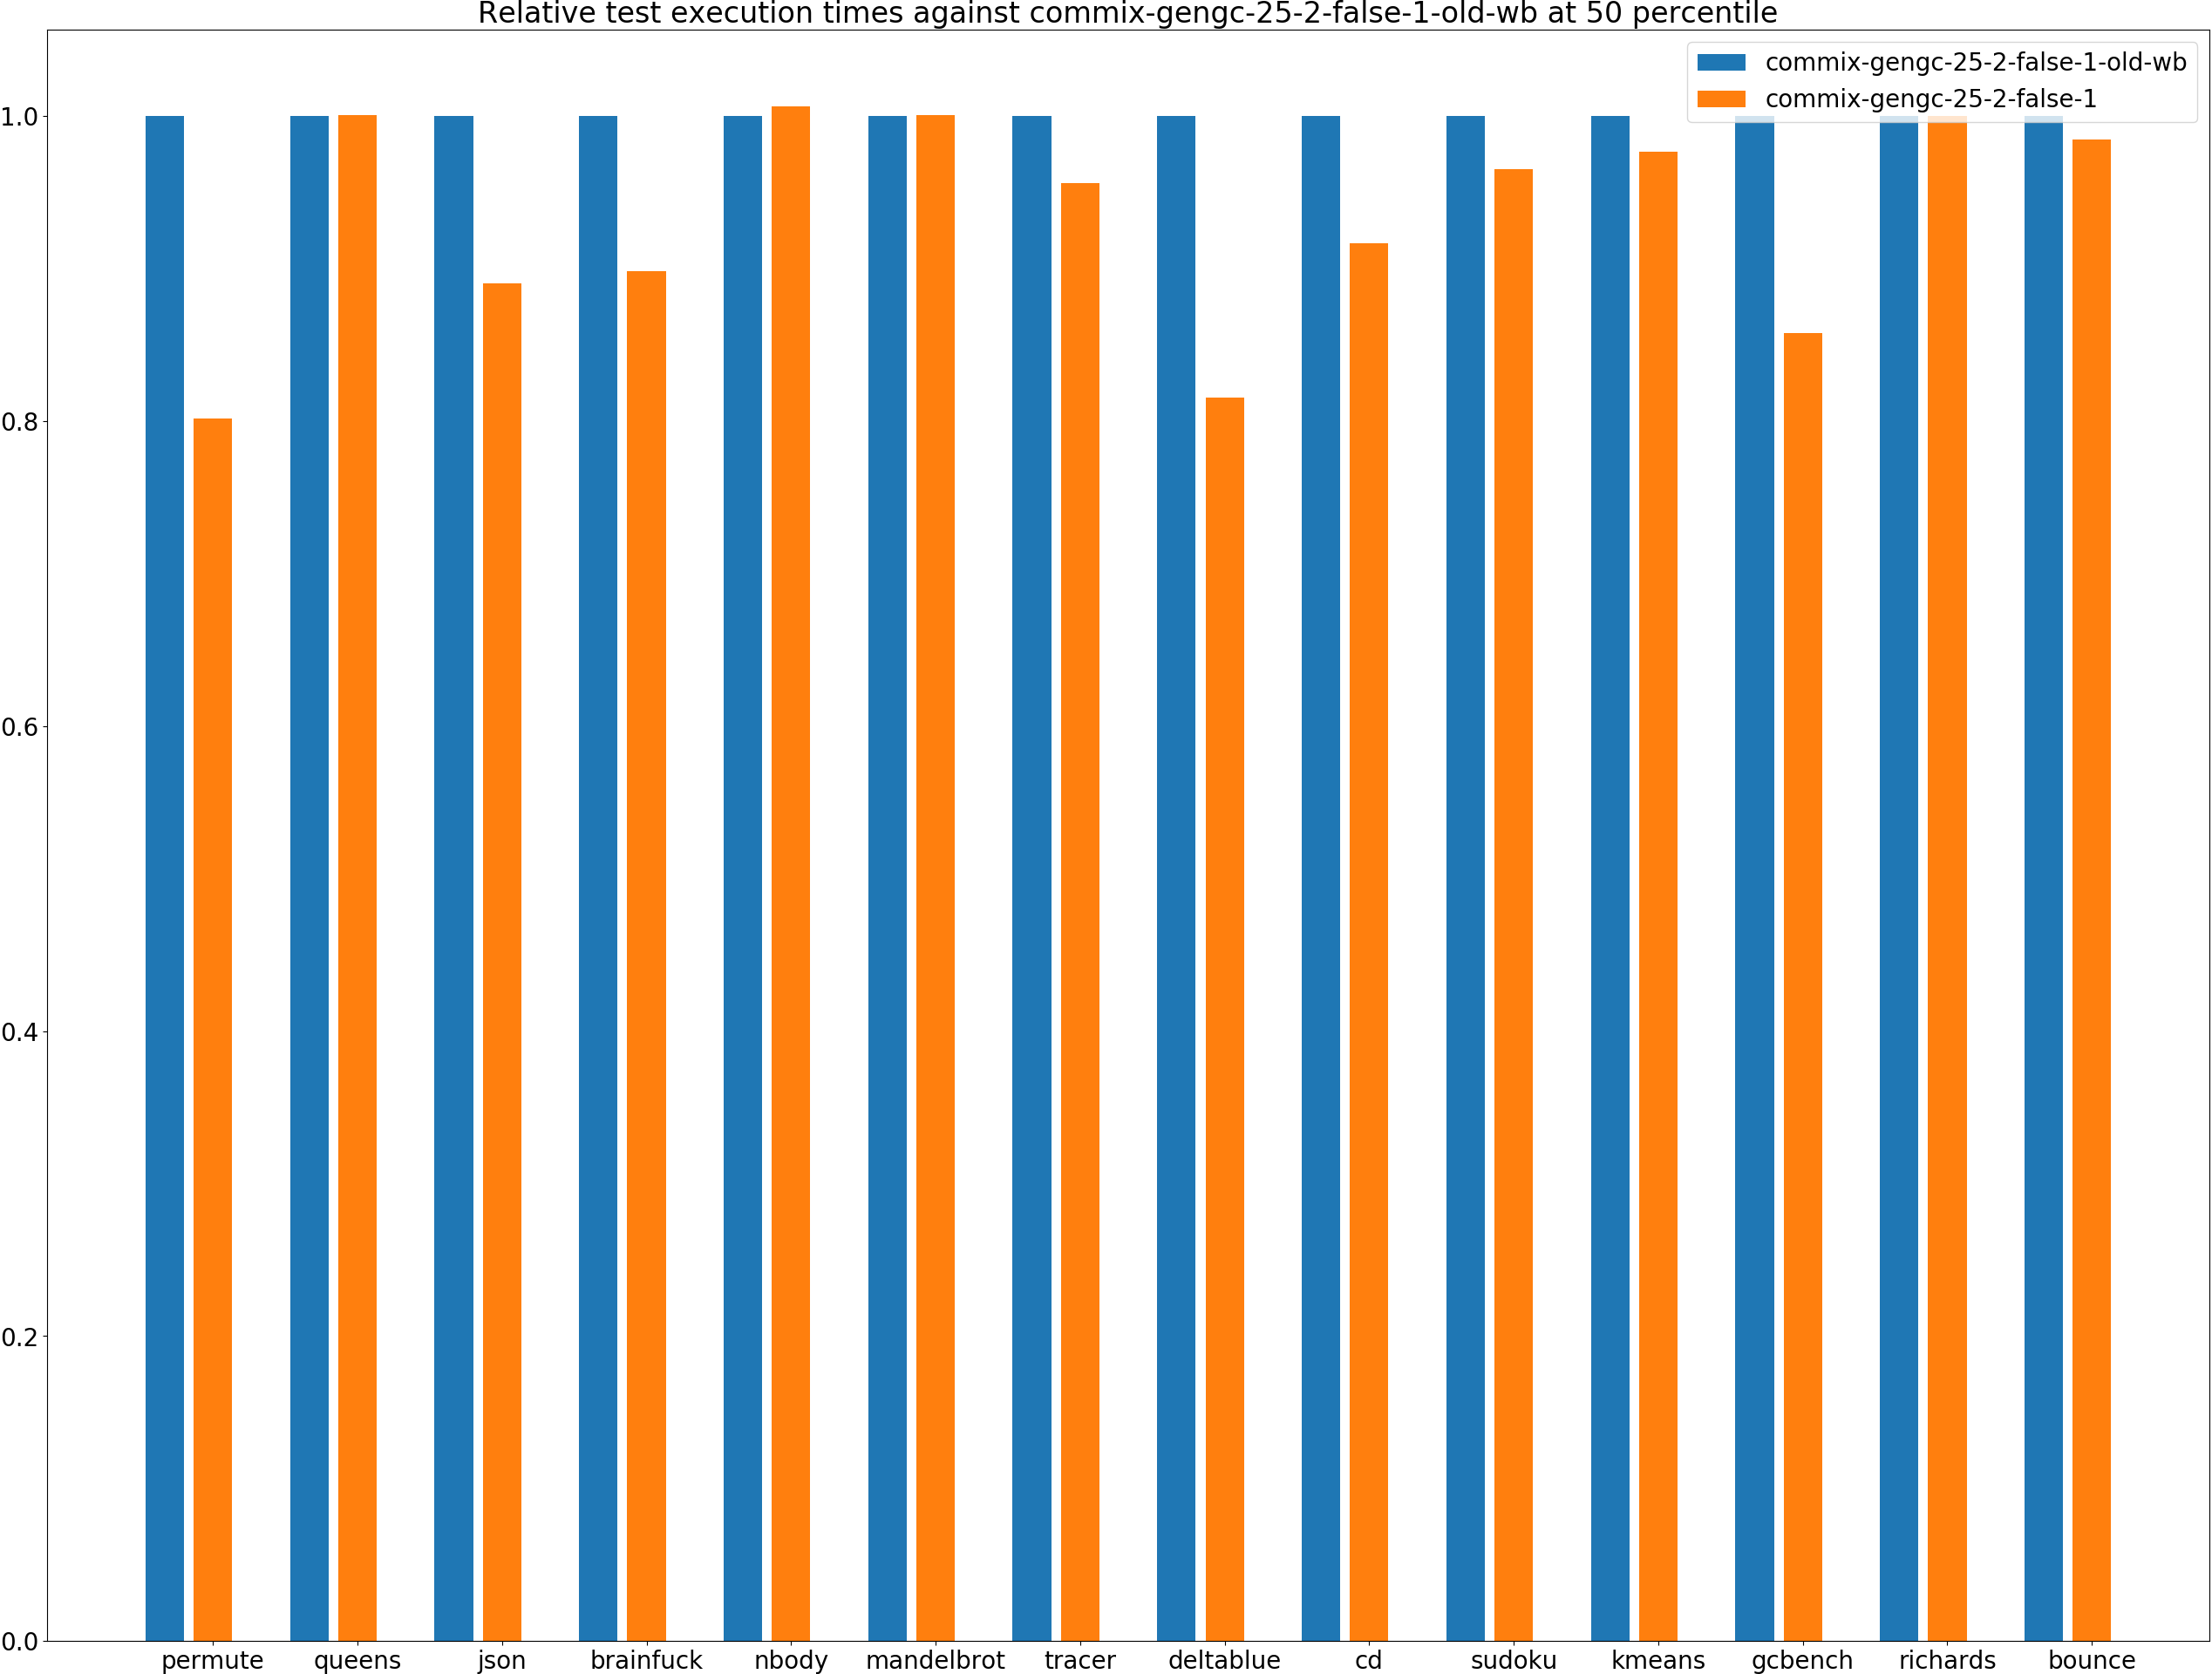 Relative test execution times against commix-gengc-25-2-false-1-old-wb at 50 percentile
commix-gengc-25-2-false-1-old-wb
commix-gengc-25-2-false-1
1.0
0.8
0.6
0.4
0.2
0.0
permute queens json brainfuck nbody mandelbrot tracer deltablue cd sudoku kmeans gcbench richards bounce